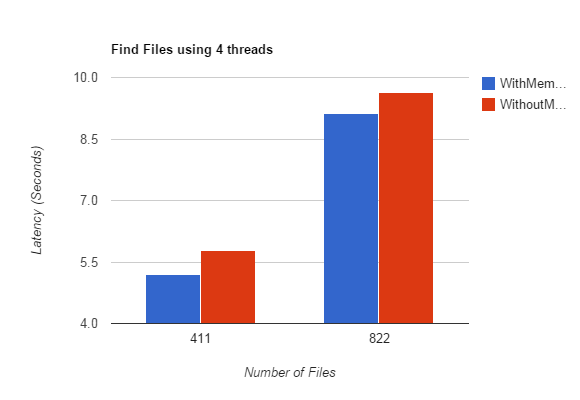 Find Files using 4 threads
10.0
8.5
7.0
5.5
4.0
Latency (Seconds)
411
822
Number of Files
WithMem...
WithoutM...